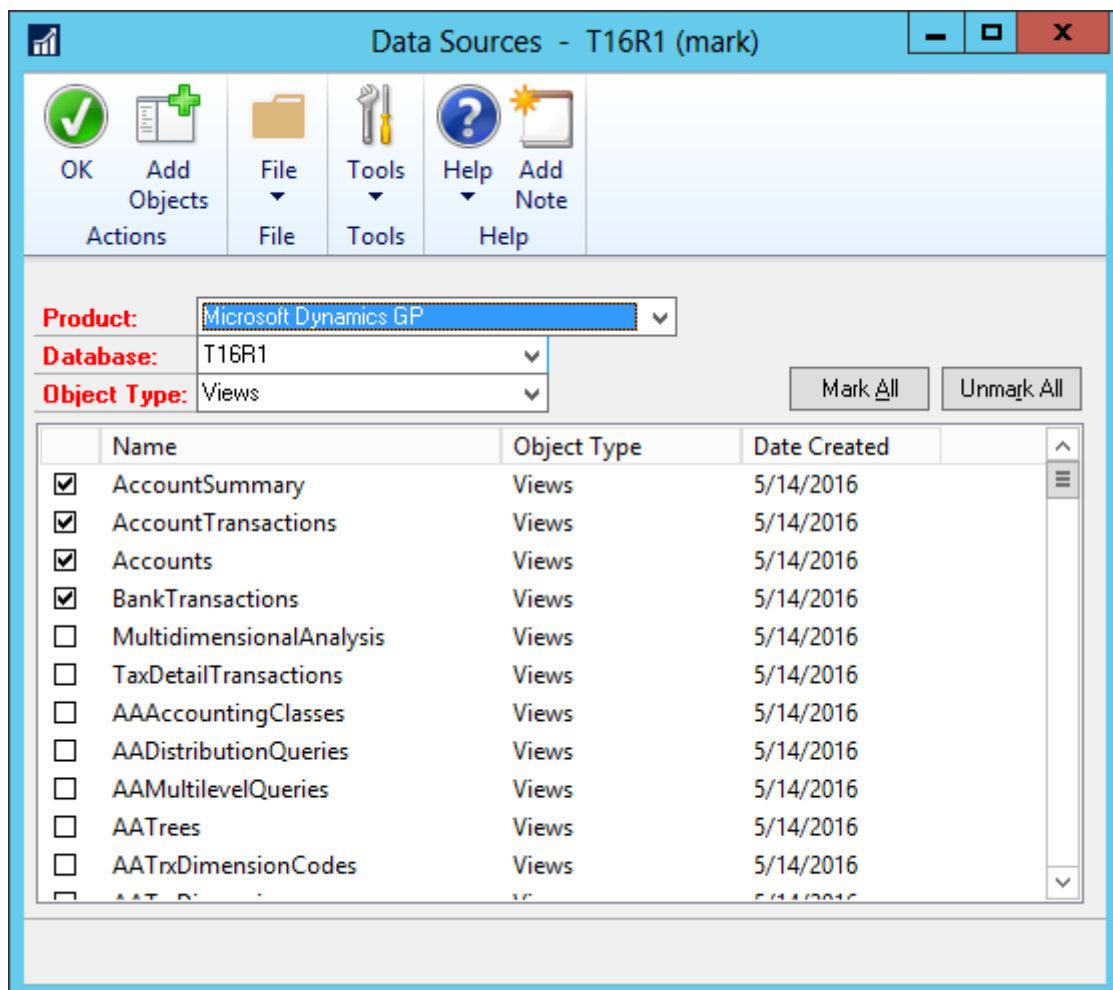 Data Sources - T16R1 (mark)
OK Add Objects File Tools Help Add Note
Actions File Tools Help
Product: Microsoft Dynamics GP
Database: T16R1
Object Type: Views Mark All Unmark All
Name Object Type Date Created
AccountSummary Views 5/14/2016
AccountTransactions Views 5/14/2016
Accounts Views 5/14/2016
BankTransactions Views 5/14/2016
MultidimensionalAnalysis Views 5/14/2016
TaxDetailTransactions Views 5/14/2016
AAAccountingClasses Views 5/14/2016
AADistributionQueries Views 5/14/2016
AAMultilevelQueries Views 5/14/2016
AATrees Views 5/14/2016
AATrxDimensionCodes Views 5/14/2016